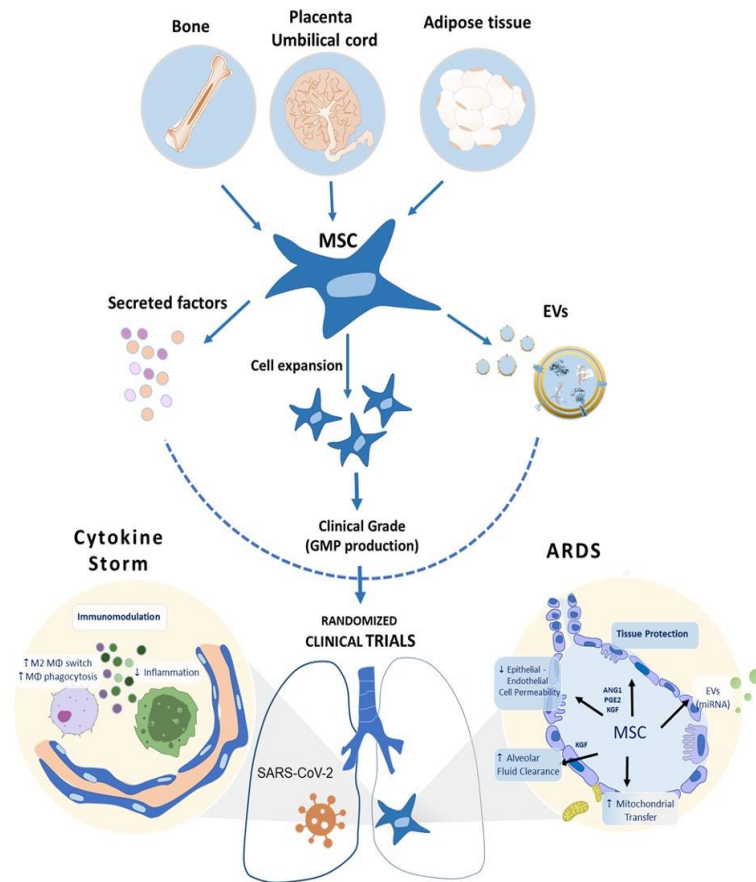 Bone
Placenta
Umbilical cord
Adipose tissue
MSC
Secreted factors
EVs
Cell expansion
Clinical Grade
(GMP production)
Cytokine
Storm
ARDS
RANDOMIZED
CLINICAL TRIALS
Immunomodulation
↑M2 MΦ switch
↑MΦ phagocytosis
↓ Inflammation
SARS-CoV-2
Tissue Protection
↓ Epithelial -
Endothelial
Cell Permeability
ANG1
PGE2
KGF
EVs
(miRNA)
MSC
KGF
↑ Alveolar
Fluid Clearance
↑ Mitochondrial
Transfer